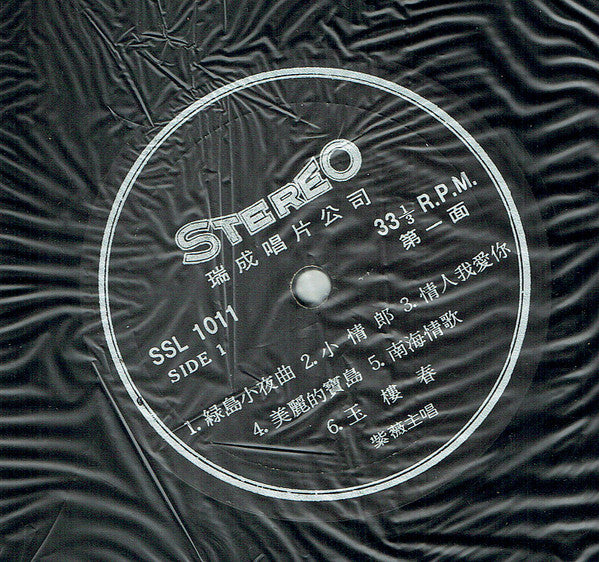 STEREO
瑞成唱片公司
SSL 1011
SIDE 1
33⅓ R.P.M.
第一面
1. 綠島小夜曲 2. 小情郎 3. 情人我愛你
4. 美麗的寶島 5. 南海情歌
6. 玉樓春
紫薇主唱